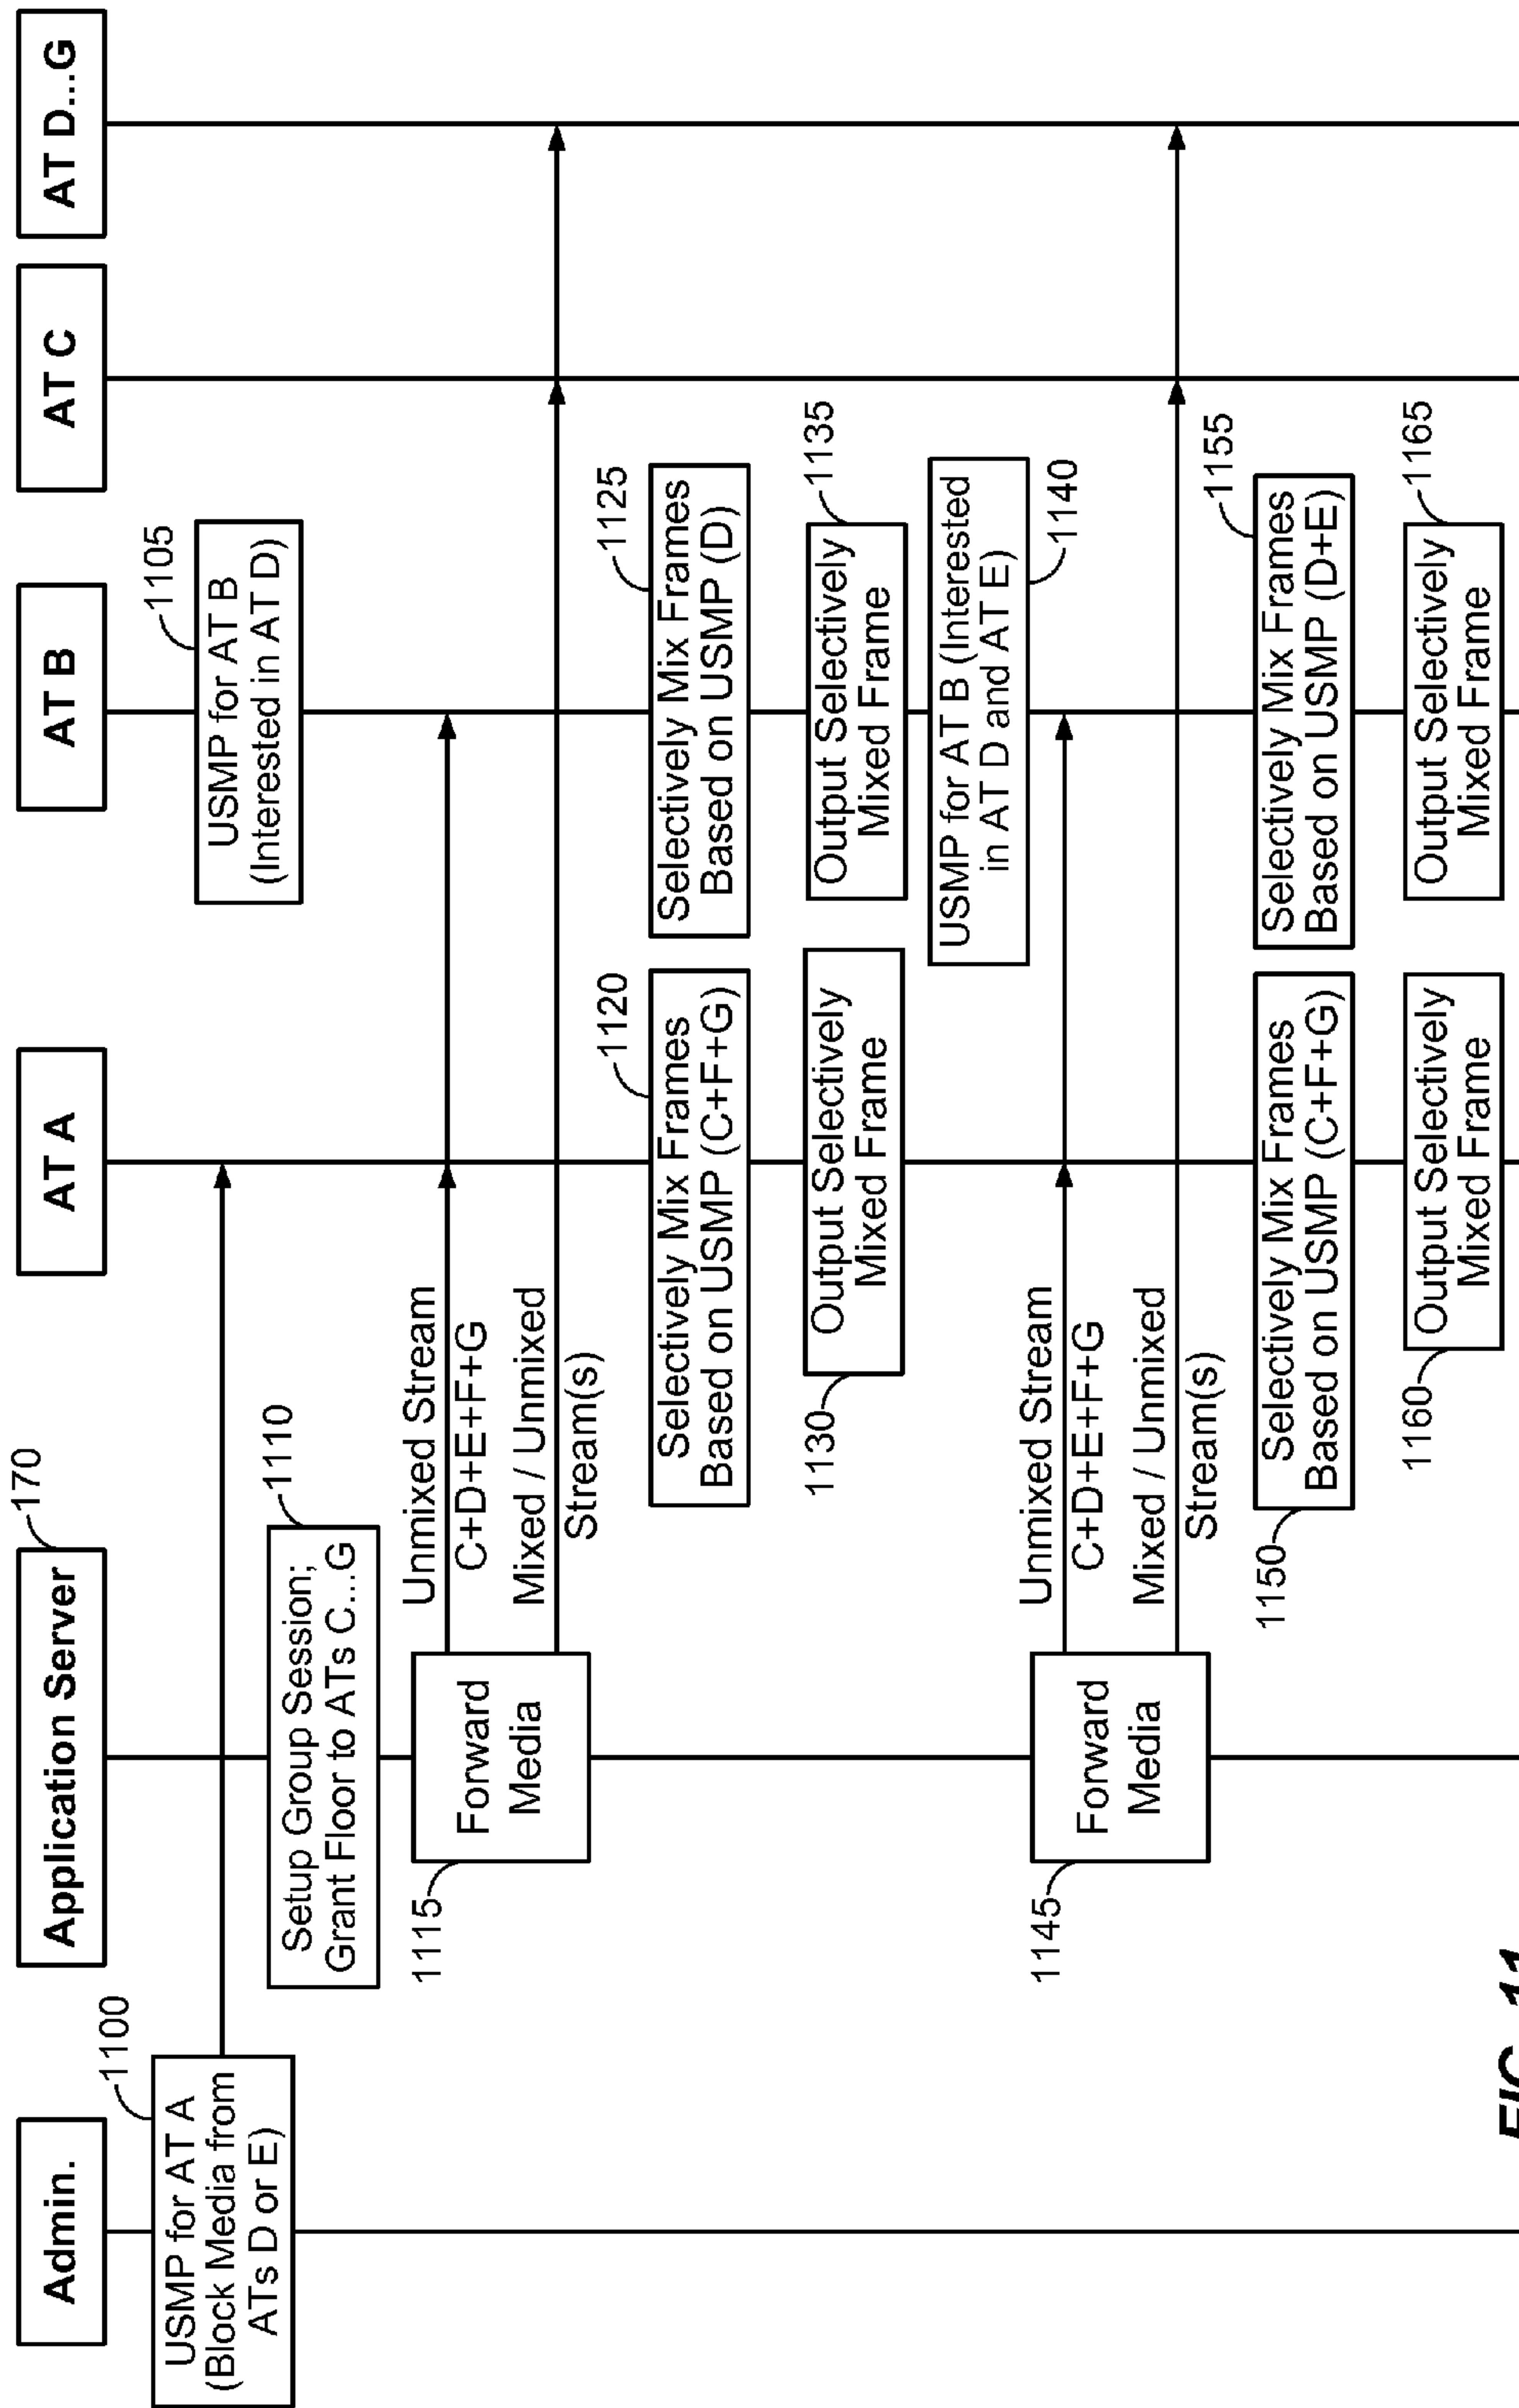 Admin.
Application Server
170
AT A
AT B
AT C
AT D...G
1100
USMP for AT A
(Block Media from
ATs D or E)
1105
USMP for AT B
(Interested in AT D)
1110
Setup Group Session;
Grant Floor to ATs C...G
1115
Forward
Media
Unmixed Stream
C+D+E+F+G
Mixed / Unmixed
Stream(s)
1120
Selectively Mix Frames
Based on USMP (C+F+G)
1125
Selectively Mix Frames
Based on USMP (D)
1130
Output Selectively
Mixed Frame
1135
Output Selectively
Mixed Frame
USMP for AT B (Interested
in AT D and AT E)
1140
1145
Forward
Media
Unmixed Stream
C+D+E+F+G
Mixed / Unmixed
Stream(s)
1150
Selectively Mix Frames
Based on USMP (C+F+G)
1155
Selectively Mix Frames
Based on USMP (D+E)
1160
Output Selectively
Mixed Frame
1165
Output Selectively
Mixed Frame
FIG. 11